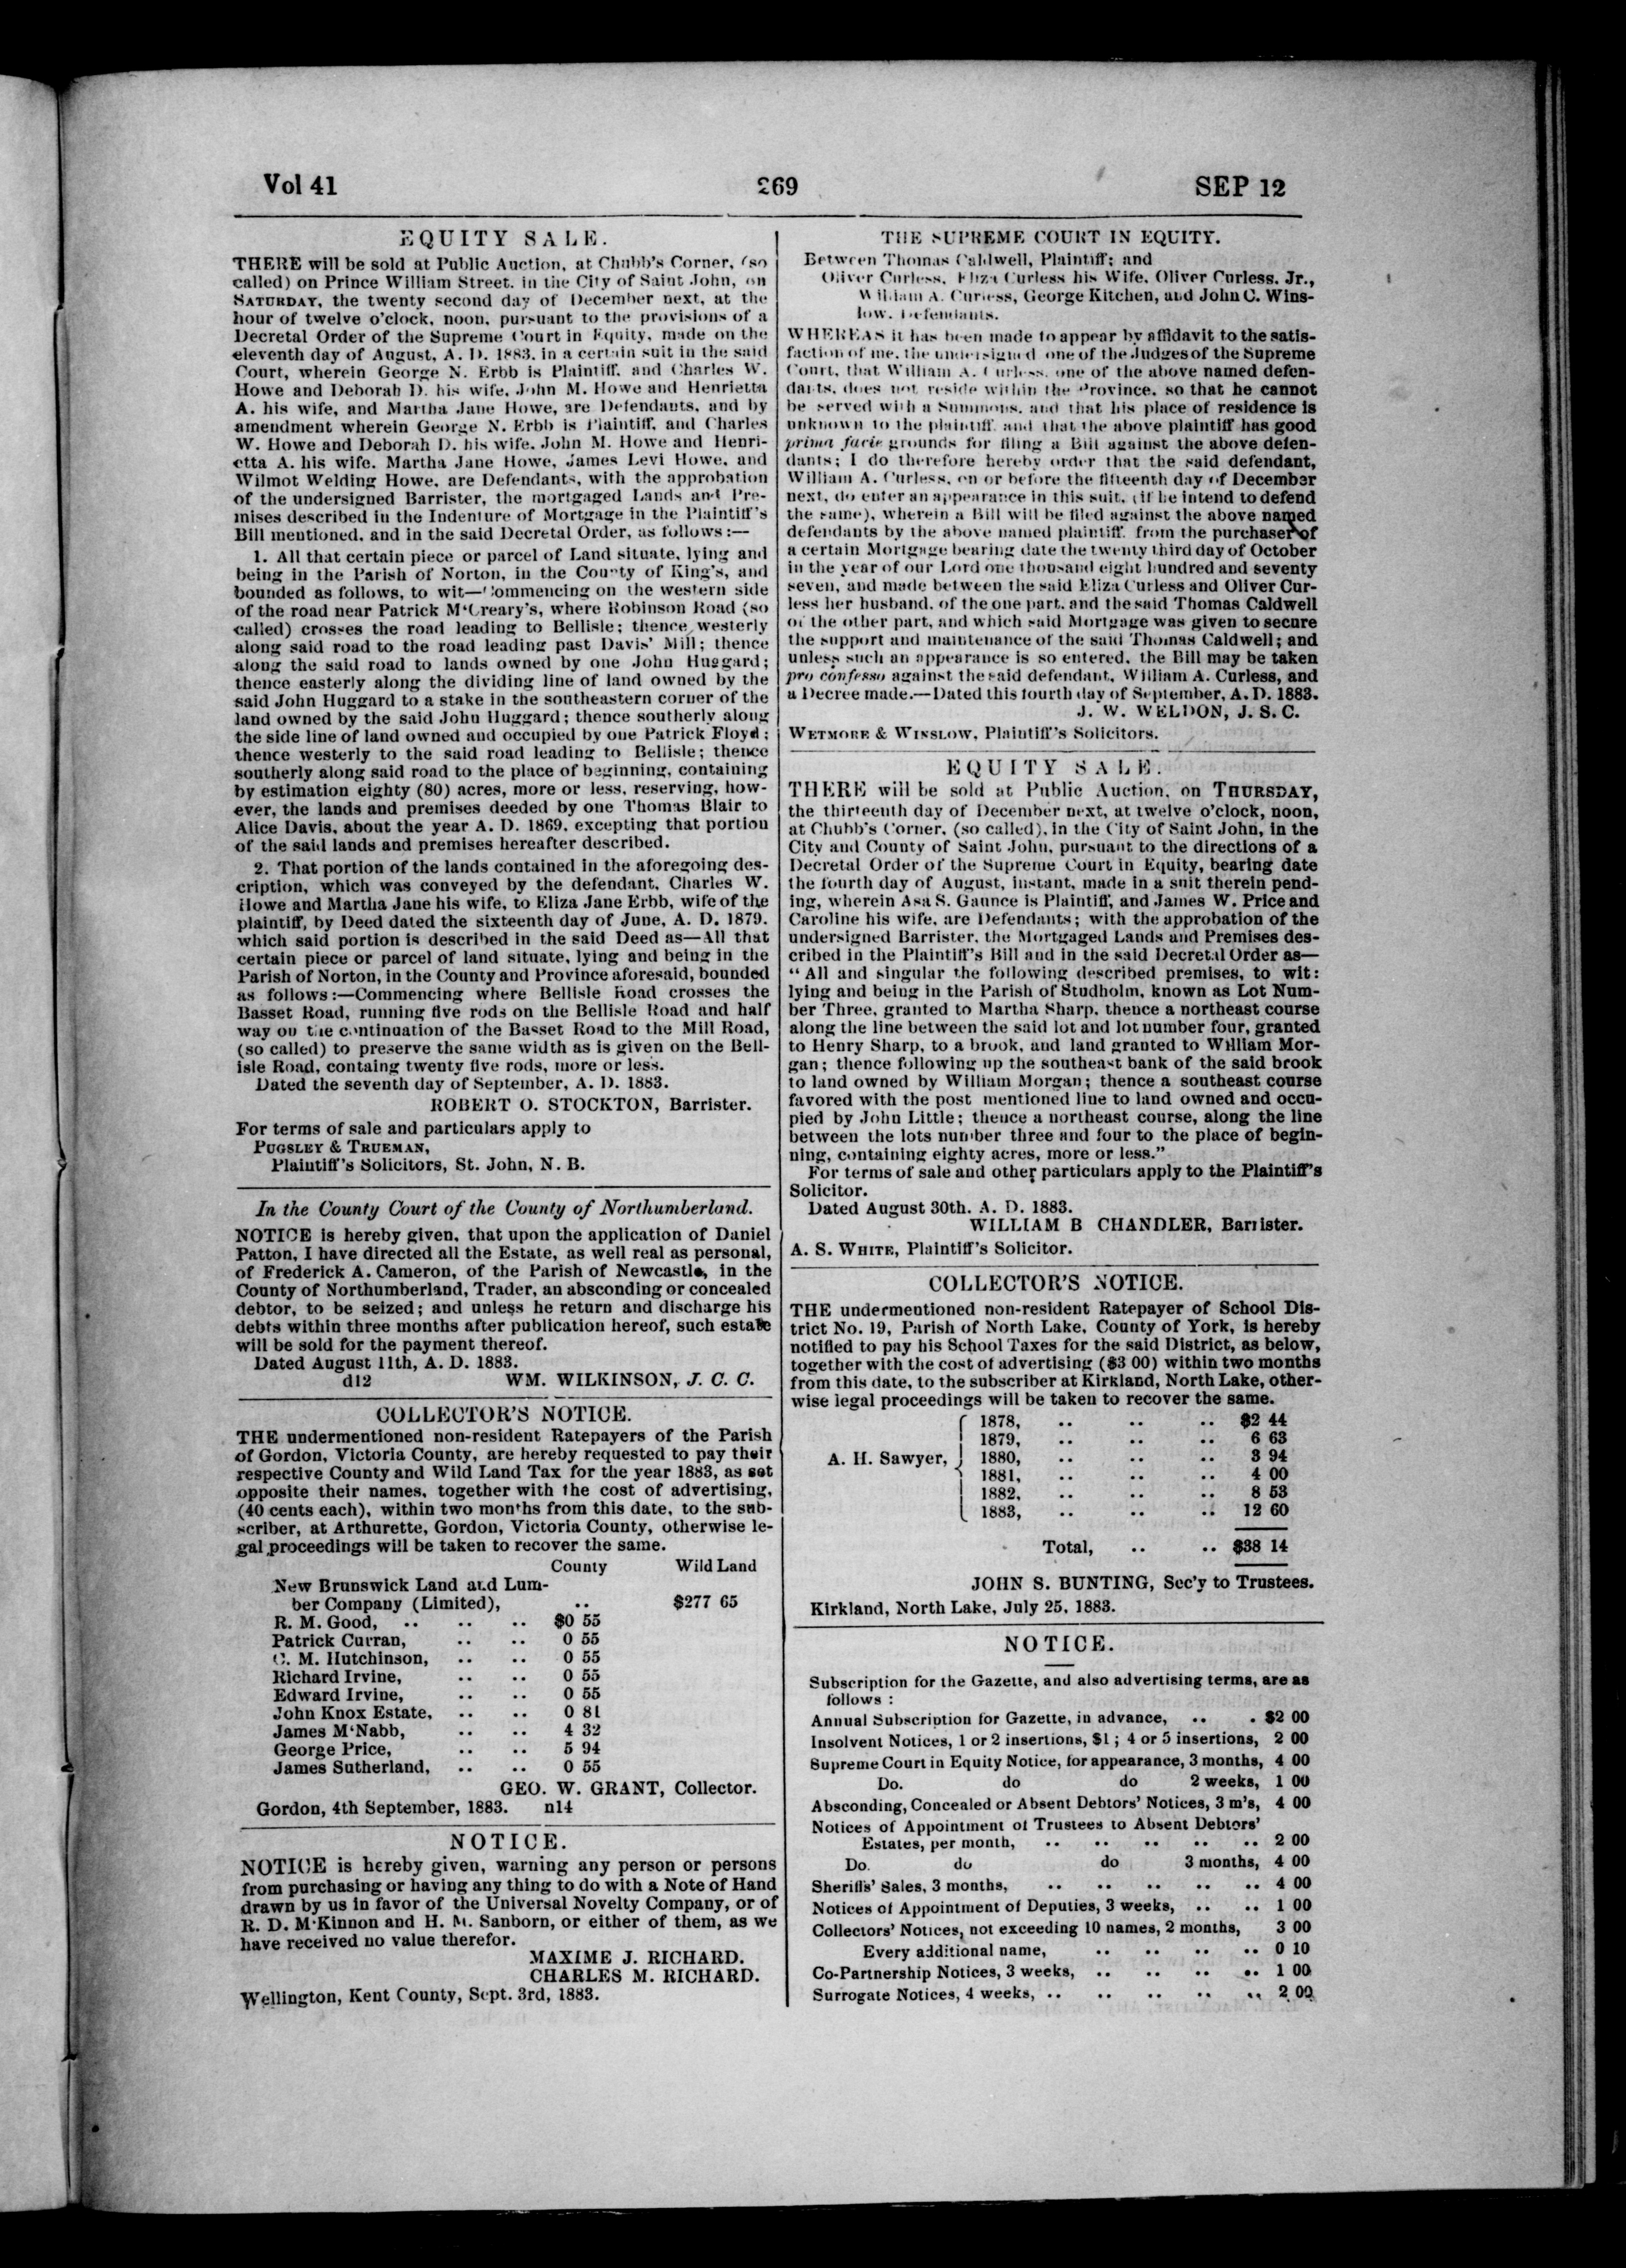 Vol 41 269 SEP 12
EQUITY SALE.
THERE will be sold at Public Auction, at Chubb's Corner, (so
called) on Prince William Street, in the City of Saint John, on
SATURDAY, the twenty second day of December next, at the
hour of twelve o'clock, noon, pursuant to the provisions of a
Decretal Order of the Supreme Court in Equity, made on the
eleventh day of August, A. D. 1883, in a certain suit in the said
Court, wherein George N. Erbb is Plaintiff, and Charles W.
Howe and Deborah D. his wife, John M. Howe and Henrietta
A. his wife, and Martha Jane Howe, are Defendants, and by
amendment wherein George N. Erbb is Plaintiff, and Charles
W. Howe and Deborah D. his wife, John M. Howe and Henri-
etta A. his wife, Martha Jane Howe, James Levi Howe, and
Wilmot Welding Howe, are Defendants, with the approbation
of the undersigned Barrister, the mortgaged Lands and Pre-
mises described in the Indenture of Mortgage in the Plaintiff's
Bill mentioned, and in the said Decretal Order, as follows:—
1. All that certain piece or parcel of Land situate, lying and
being in the Parish of Norton, in the County of King's, and
bounded as follows, to wit—Commencing on the western side
of the road near Patrick M'Creary's, where Robinson Road (so
called) crosses the road leading to Bellisle; thence westerly
along said road to the road leading past Davis' Mill; thence
along the said road to lands owned by one John Huggard;
thence easterly along the dividing line of land owned by the
said John Huggard to a stake in the southeastern corner of the
land owned by the said John Huggard; thence southerly along
the side line of land owned and occupied by one Patrick Floyd;
thence westerly to the said road leading to Bellisle; thence
southerly along said road to the place of beginning, containing
by estimation eighty (80) acres, more or less, reserving, how-
ever, the lands and premises deeded by one Thomas Blair to
Alice Davis, about the year A. D. 1869, excepting that portion
of the said lands and premises hereafter described.
2. That portion of the lands contained in the aforegoing des-
cription, which was conveyed by the defendant, Charles W.
Howe and Martha Jane his wife, to Eliza Jane Erbb, wife of the
plaintiff, by Deed dated the sixteenth day of June, A. D. 1879.
which said portion is described in the said Deed as—All that
certain piece or parcel of land situate, lying and being in the
Parish of Norton, in the County and Province aforesaid, bounded
as follows:—Commencing where Bellisle Road crosses the
Basset Road, running five rods on the Bellisle Road and half
way on the continuation of the Basset Road to the Mill Road,
(so called) to preserve the same width as is given on the Bell-
isle Road, containg twenty five rods, more or less.
Dated the seventh day of September, A. D. 1883.
ROBERT O. STOCKTON, Barrister.
For terms of sale and particulars apply to
PUGSLEY & TRUEMAN,
Plaintiff's Solicitors, St. John, N. B.
In the County Court of the County of Northumberland.
NOTICE is hereby given, that upon the application of Daniel
Patton, I have directed all the Estate, as well real as personal,
of Frederick A. Cameron, of the Parish of Newcastle, in the
County of Northumberland, Trader, an absconding or concealed
debtor, to be seized; and unless he return and discharge his
debts within three months after publication hereof, such estate
will be sold for the payment thereof.
Dated August 11th, A. D. 1883.
d12 WM. WILKINSON, J. C. C.
COLLECTOR'S NOTICE.
THE undermentioned non-resident Ratepayers of the Parish
of Gordon, Victoria County, are hereby requested to pay their
respective County and Wild Land Tax for the year 1883, as set
opposite their names, together with the cost of advertising,
(40 cents each), within two months from this date, to the sub-
scriber, at Arthurette, Gordon, Victoria County, otherwise le-
gal proceedings will be taken to recover the same.
County Wild Land
New Brunswick Land and Lum-
ber Company (Limited), .. $277 65
R. M. Good, .. .. .. $0 55
Patrick Curran, .. .. 0 55
C. M. Hutchinson, .. .. 0 55
Richard Irvine, .. .. 0 55
Edward Irvine, .. .. 0 55
John Knox Estate, .. .. 0 81
James M'Nabb, .. .. 4 32
George Price, .. .. 5 94
James Sutherland, .. .. 0 55
GEO. W. GRANT, Collector.
Gordon, 4th September, 1883. n14
NOTICE.
NOTICE is hereby given, warning any person or persons
from purchasing or having any thing to do with a Note of Hand
drawn by us in favor of the Universal Novelty Company, or of
R. D. M'Kinnon and H. M. Sanborn, or either of them, as we
have received no value therefor.
MAXIME J. RICHARD.
CHARLES M. RICHARD.
Wellington, Kent County, Sept. 3rd, 1883.
THE SUPREME COURT IN EQUITY.
Between Thomas Caldwell, Plaintiff; and
Oliver Curless, Eliza Curless his Wife, Oliver Curless, Jr.,
William A. Curless, George Kitchen, and John C. Wins-
low, Defendants.
WHEREAS it has been made to appear by affidavit to the satis-
faction of me, the undersigned one of the Judges of the Supreme
Court, that William A. Curless, one of the above named defen-
dants, does not reside within the Province, so that he cannot
be served with a Summons, and that his place of residence is
unknown to the plaintiff, and that the above plaintiff has good
prima facie grounds for filing a Bill against the above defen-
dants; I do therefore hereby order that the said defendant,
William A. Curless, on or before the fifteenth day of December
next, do enter an appearance in this suit, (if he intend to defend
the same), wherein a Bill will be filed against the above named
defendants by the above named plaintiff, from the purchaser of
a certain Mortgage bearing date the twenty third day of October
in the year of our Lord one thousand eight hundred and seventy
seven, and made between the said Eliza Curless and Oliver Cur-
less her husband, of the one part, and the said Thomas Caldwell
of the other part, and which said Mortgage was given to secure
the support and maintenance of the said Thomas Caldwell; and
unless such an appearance is so entered, the Bill may be taken
pro confesso against the said defendant, William A. Curless, and
a Decree made.—Dated this fourth day of September, A. D. 1883.
J. W. WELDON, J. S. C.
WETMORE & WINSLOW, Plaintiff's Solicitors.
EQUITY SALE.
THERE will be sold at Public Auction, on THURSDAY,
the thirteenth day of December next, at twelve o'clock, noon,
at Chubb's Corner, (so called), in the City of Saint John, in the
City and County of Saint John, pursuant to the directions of a
Decretal Order of the Supreme Court in Equity, bearing date
the fourth day of August, instant, made in a suit therein pend-
ing, wherein Asa S. Gaunce is Plaintiff, and James W. Price and
Caroline his wife, are Defendants; with the approbation of the
undersigned Barrister, the Mortgaged Lands and Premises des-
cribed in the Plaintiff's Bill and in the said Decretal Order as—
"All and singular the following described premises, to wit:
lying and being in the Parish of Studholm, known as Lot Num-
ber Three, granted to Martha Sharp, thence a northeast course
along the line between the said lot and lot number four, granted
to Henry Sharp, to a brook, and land granted to William Mor-
gan; thence following up the southeast bank of the said brook
to land owned by William Morgan; thence a southeast course
favored with the post mentioned line to land owned and occu-
pied by John Little; thence a northeast course, along the line
between the lots number three and four to the place of begin-
ning, containing eighty acres, more or less."
For terms of sale and other particulars apply to the Plaintiff's
Solicitor.
Dated August 30th. A. D. 1883.
WILLIAM B CHANDLER, Barrister.
A. S. WHITE, Plaintiff's Solicitor.
COLLECTOR'S NOTICE.
THE undermentioned non-resident Ratepayer of School Dis-
trict No. 19, Parish of North Lake, County of York, is hereby
notified to pay his School Taxes for the said District, as below,
together with the cost of advertising ($3 00) within two months
from this date, to the subscriber at Kirkland, North Lake, other-
wise legal proceedings will be taken to recover the same.
1878, .. .. .. $2 44
1879, .. .. .. 6 63
A. H. Sawyer, 1880, .. .. .. 3 94
1881, .. .. .. 4 00
1882, .. .. .. 8 53
1883, .. .. .. 12 60
Total, .. .. $38 14
JOHN S. BUNTING, Sec'y to Trustees.
Kirkland, North Lake, July 25, 1883.
NOTICE.
Subscription for the Gazette, and also advertising terms, are as
follows :
Annual Subscription for Gazette, in advance, .. . $2 00
Insolvent Notices, 1 or 2 insertions, $1; 4 or 5 insertions, 2 00
Supreme Court in Equity Notice, for appearance, 3 months, 4 00
Do. do do 2 weeks, 1 00
Absconding, Concealed or Absent Debtors' Notices, 3 m's, 4 00
Notices of Appointment of Trustees to Absent Debtors'
Estates, per month, .. .. .. .. .. 2 00
Do. do do 3 months, 4 00
Sheriffs' Sales, 3 months, .. .. .. .. .. 4 00
Notices of Appointment of Deputies, 3 weeks, .. .. 1 00
Collectors' Notices, not exceeding 10 names, 2 months, 3 00
Every additional name, .. .. .. .. 0 10
Co-Partnership Notices, 3 weeks, .. .. .. .. 1 00
Surrogate Notices, 4 weeks, .. .. .. .. .. 2 00